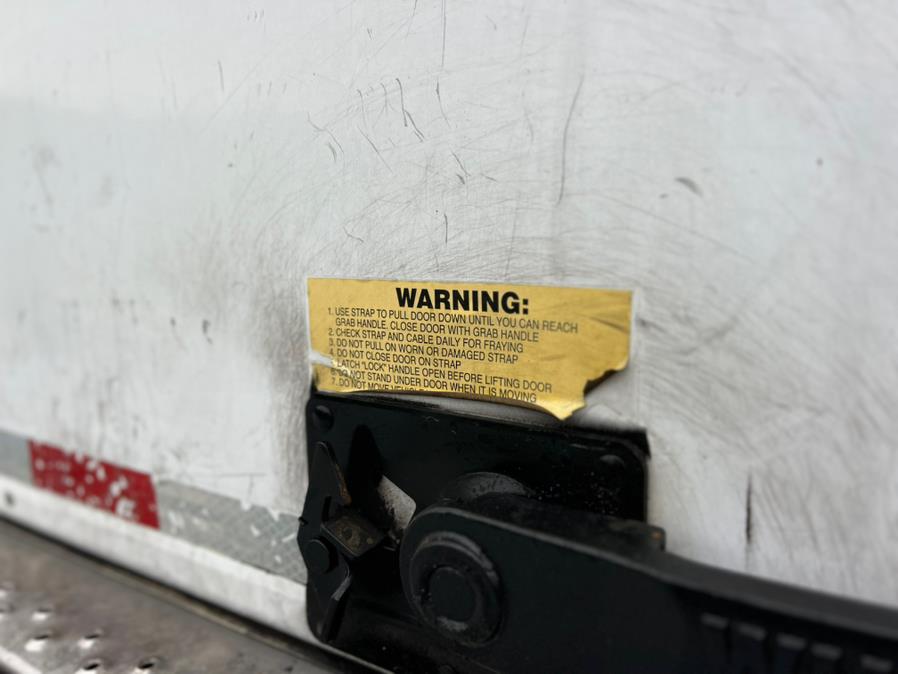 WARNING:
1. USE STRAP TO PULL DOOR DOWN UNTIL YOU CAN REACH
GRAB HANDLE. CLOSE DOOR WITH GRAB HANDLE
2. CHECK STRAP AND CABLE DAILY FOR FRAYING
3. DO NOT PULL ON WORN OR DAMAGED STRAP
4. DO NOT CLOSE DOOR ON STRAP
LATCH "LOCK" HANDLE OPEN BEFORE LIFTING DOOR
6. DO NOT STAND UNDER DOOR WHEN IT IS MOVING
7. DO NOT MOVE VEHICLE